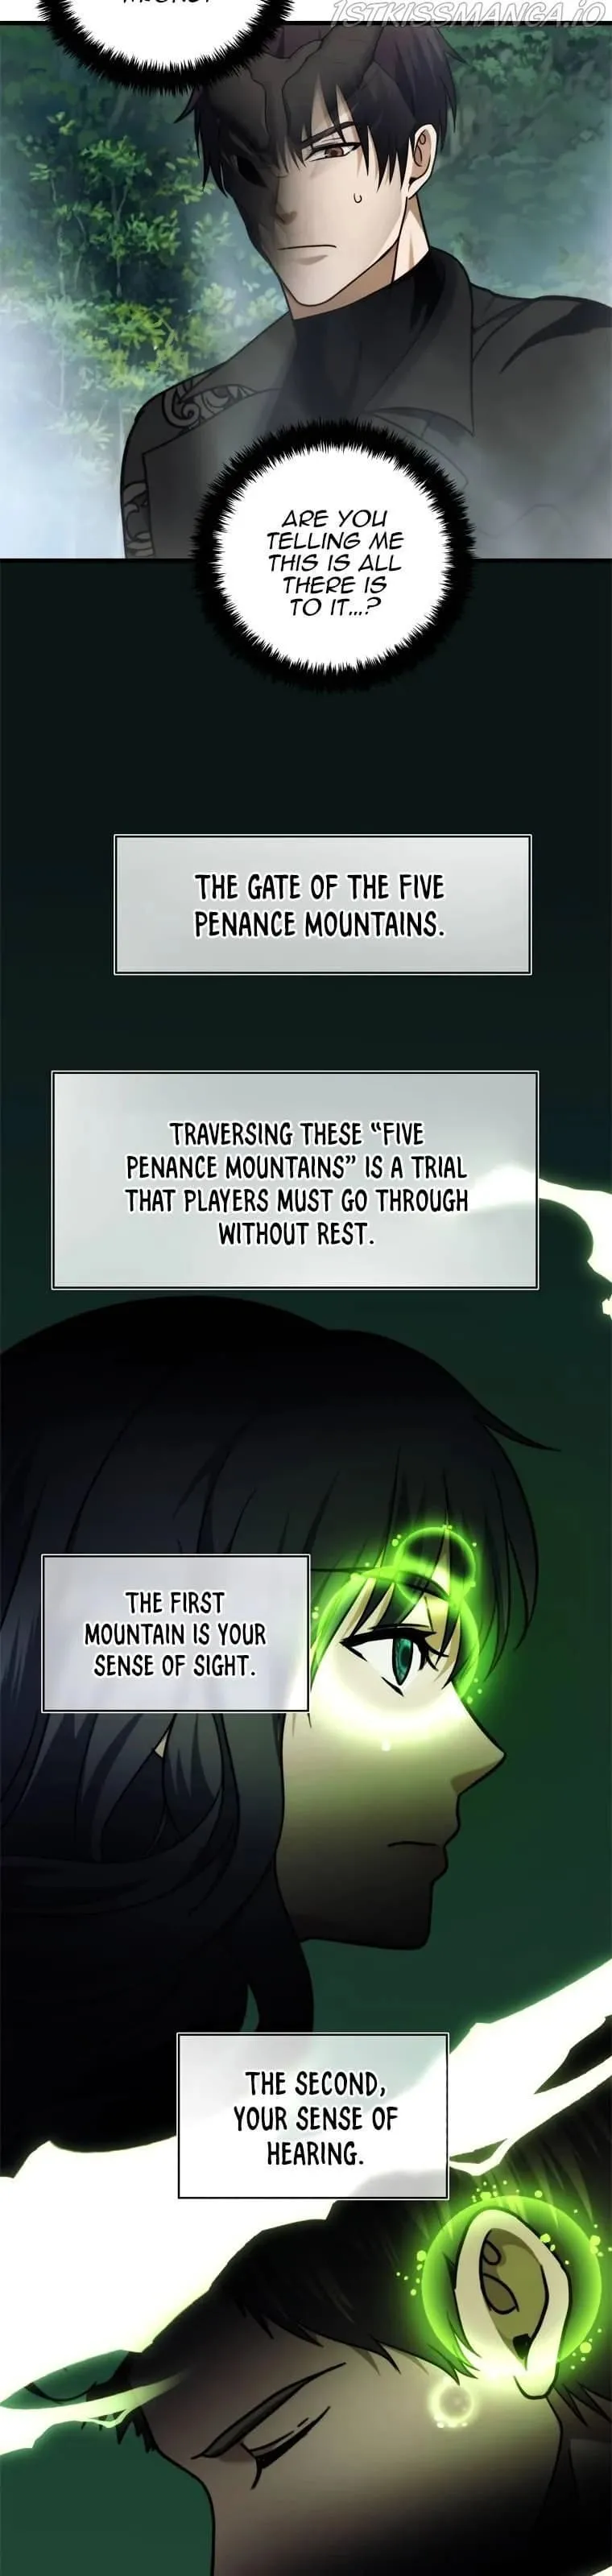 1STKISSMANGA.IO
ARE YOU
TELLING ME
THIS IS ALL
THERE IS
TO IT...?
THE GATE OF THE FIVE
PENANCE MOUNTAINS.
TRAVERSING THESE “FIVE
PENANCE MOUNTAINS” IS A TRIAL
THAT PLAYERS MUST GO THROUGH
WITHOUT REST.
THE FIRST
MOUNTAIN IS YOUR
SENSE OF SIGHT.
THE SECOND,
YOUR SENSE OF
HEARING.